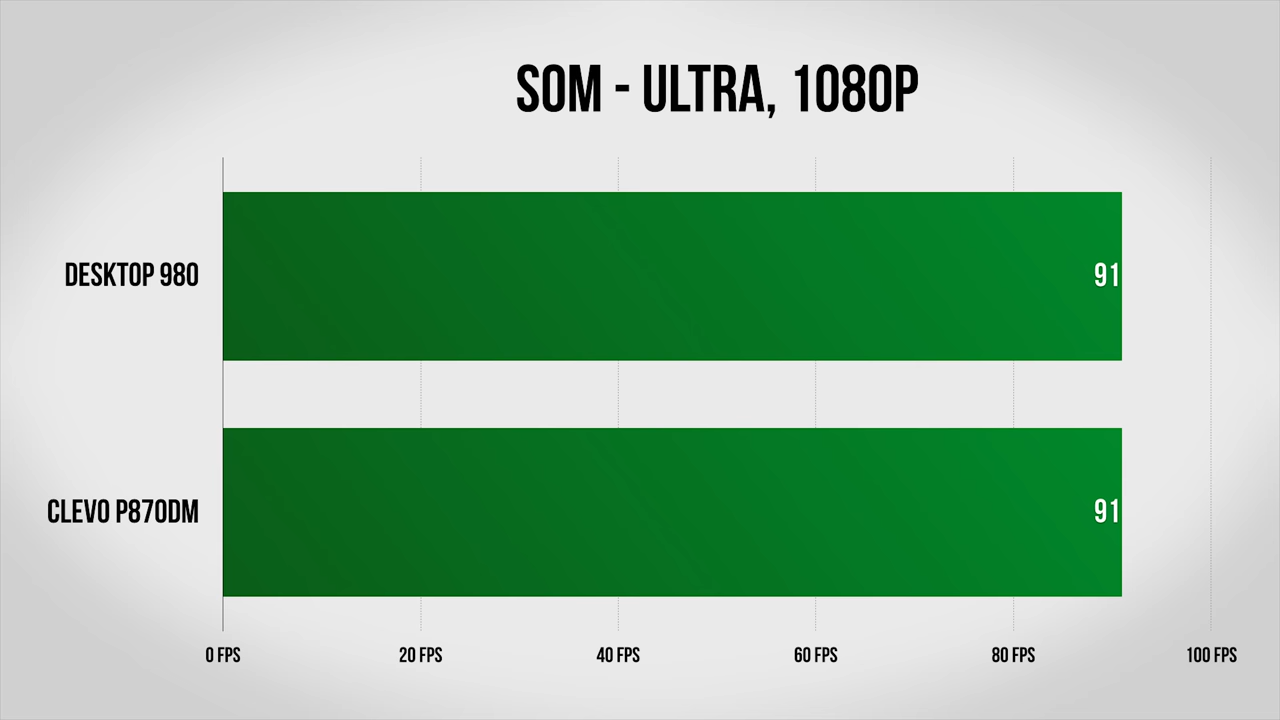 SOM - ULTRA, 1080P
DESKTOP 980
91
CLEVO P870DM
91
0 FPS
20 FPS
40 FPS
60 FPS
80 FPS
100 FPS